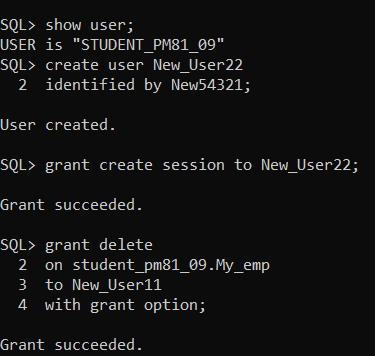 SQL> show user;
USER is "STUDENT_PM81_09"
SQL> create user New_User22
  2  identified by New54321;
User created.
SQL> grant create session to New_User22;
Grant succeeded.
SQL> grant delete
  2  on student_pm81_09.My_emp
  3  to New_User11
  4  with grant option;
Grant succeeded.